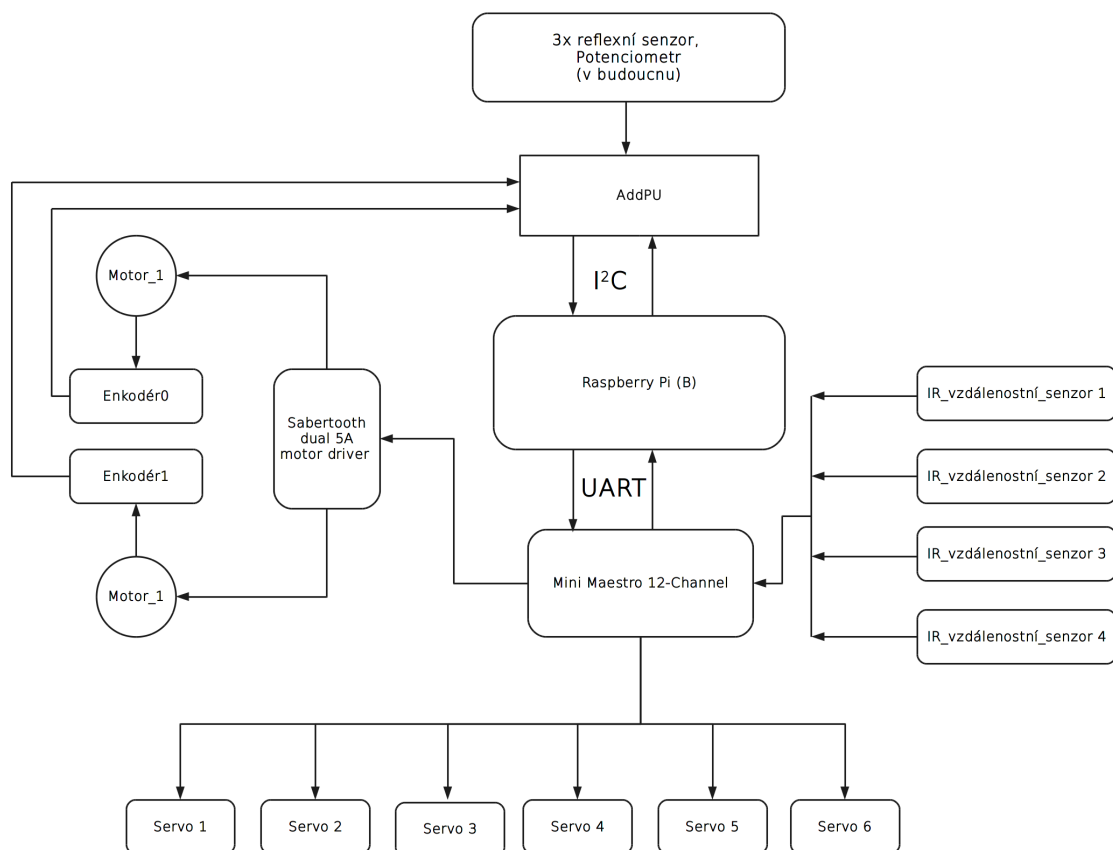 3x reflexní senzor,
Potenciometr
(v budoucnu)
AddPU
I²C
Motor_1
Raspberry Pi (B)
Enkodér0
IR_vzdálenostní_senzor 1
Sabertooth
dual 5A
motor driver
Enkodér1
IR_vzdálenostní_senzor 2
UART
IR_vzdálenostní_senzor 3
Motor_1
Mini Maestro 12-Channel
IR_vzdálenostní_senzor 4
Servo 1
Servo 2
Servo 3
Servo 4
Servo 5
Servo 6